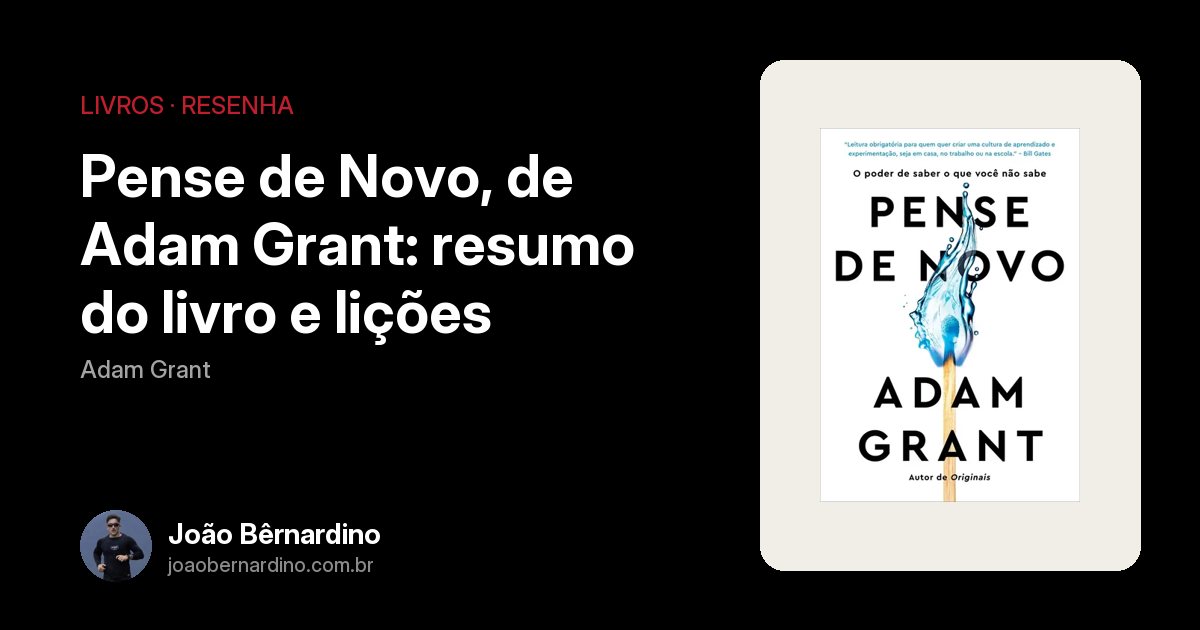 LIVROS · RESENHA
Pense de Novo, de
Adam Grant: resumo
do livro e lições
Adam Grant
João Bêrnardino
joaobernardino.com.br
"Leitura obrigatória para quem quer criar uma cultura de aprendizado e
experimentação, seja em casa, no trabalho ou na escola." – Bill Gates
O poder de saber o que você não sabe
PENSE
DE NOVO
ADAM
GRANT
Autor de Originais